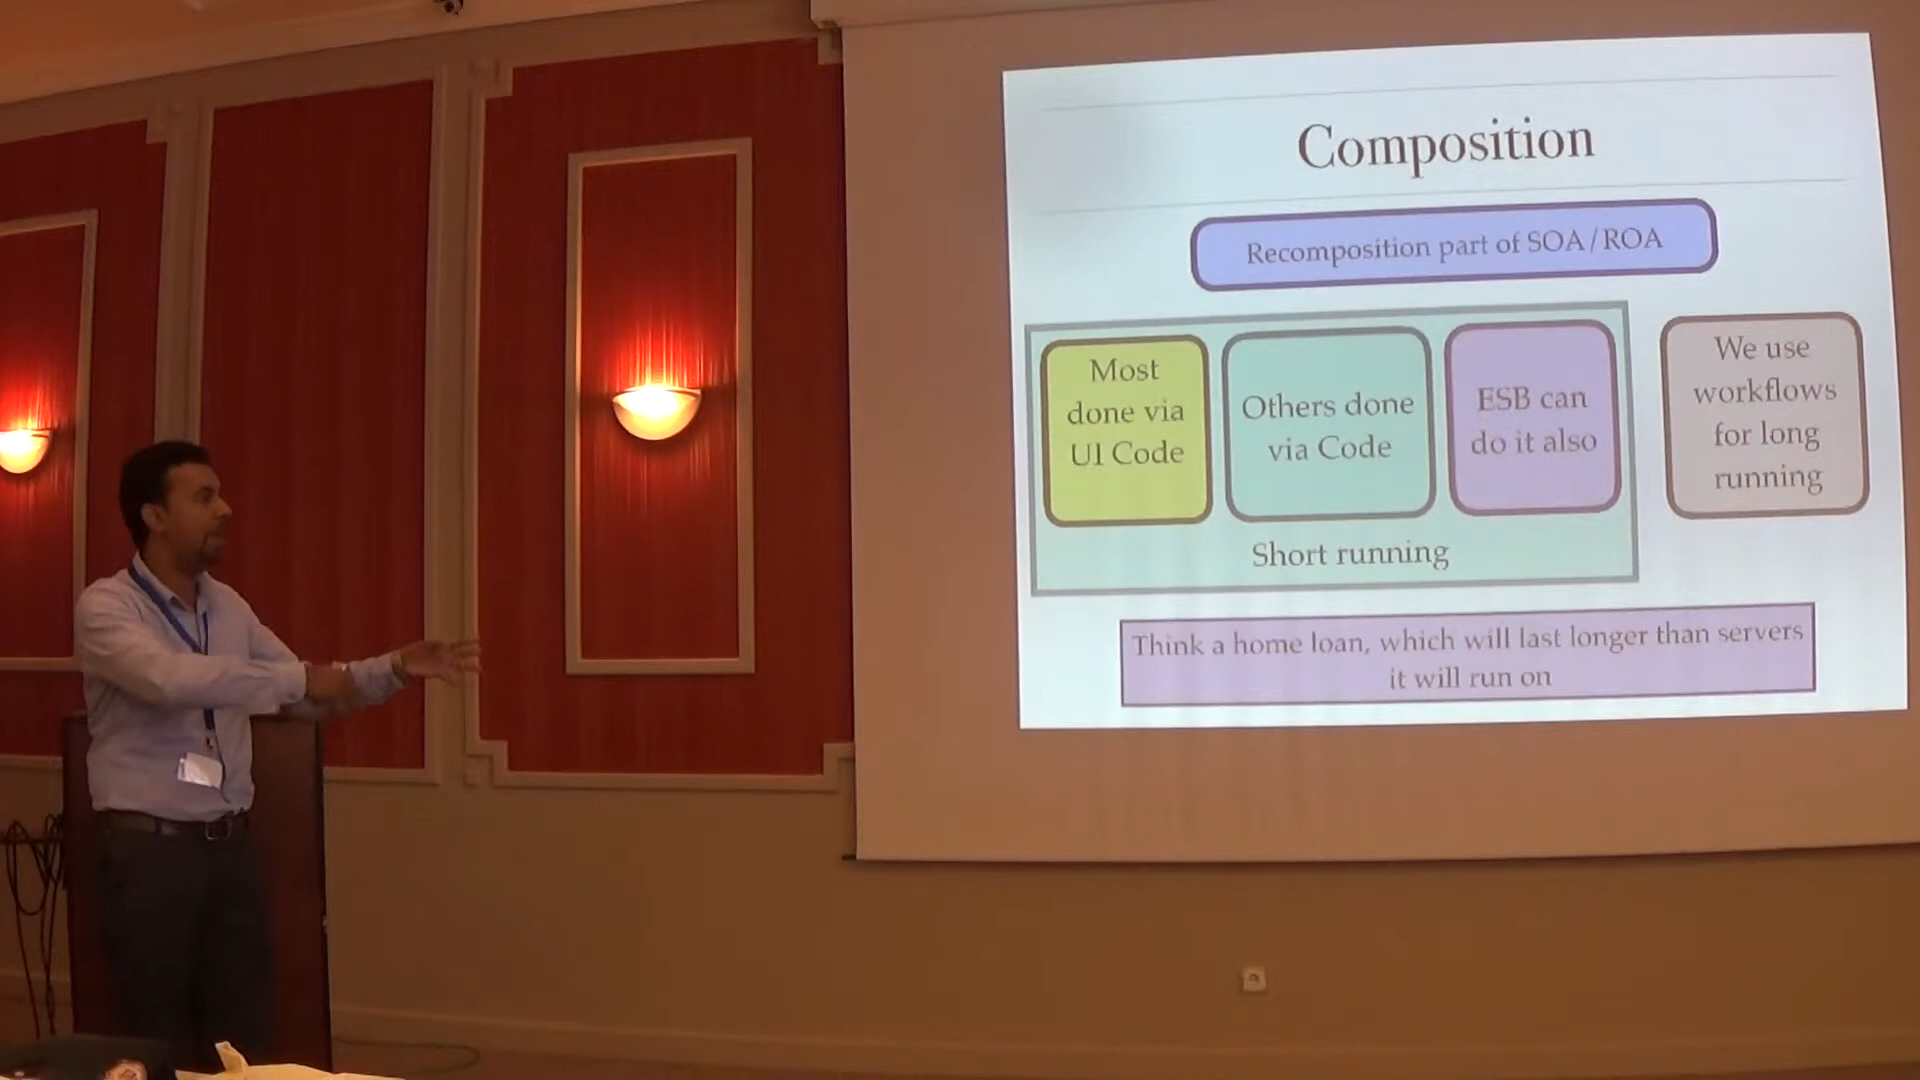 Composition
Recomposition part of SOA/ROA
Most
done via
UI Code
Others done
via Code
ESB can
do it also
Short running
We use
workflows
for long
running
Think a home loan, which will last longer than servers
it will run on